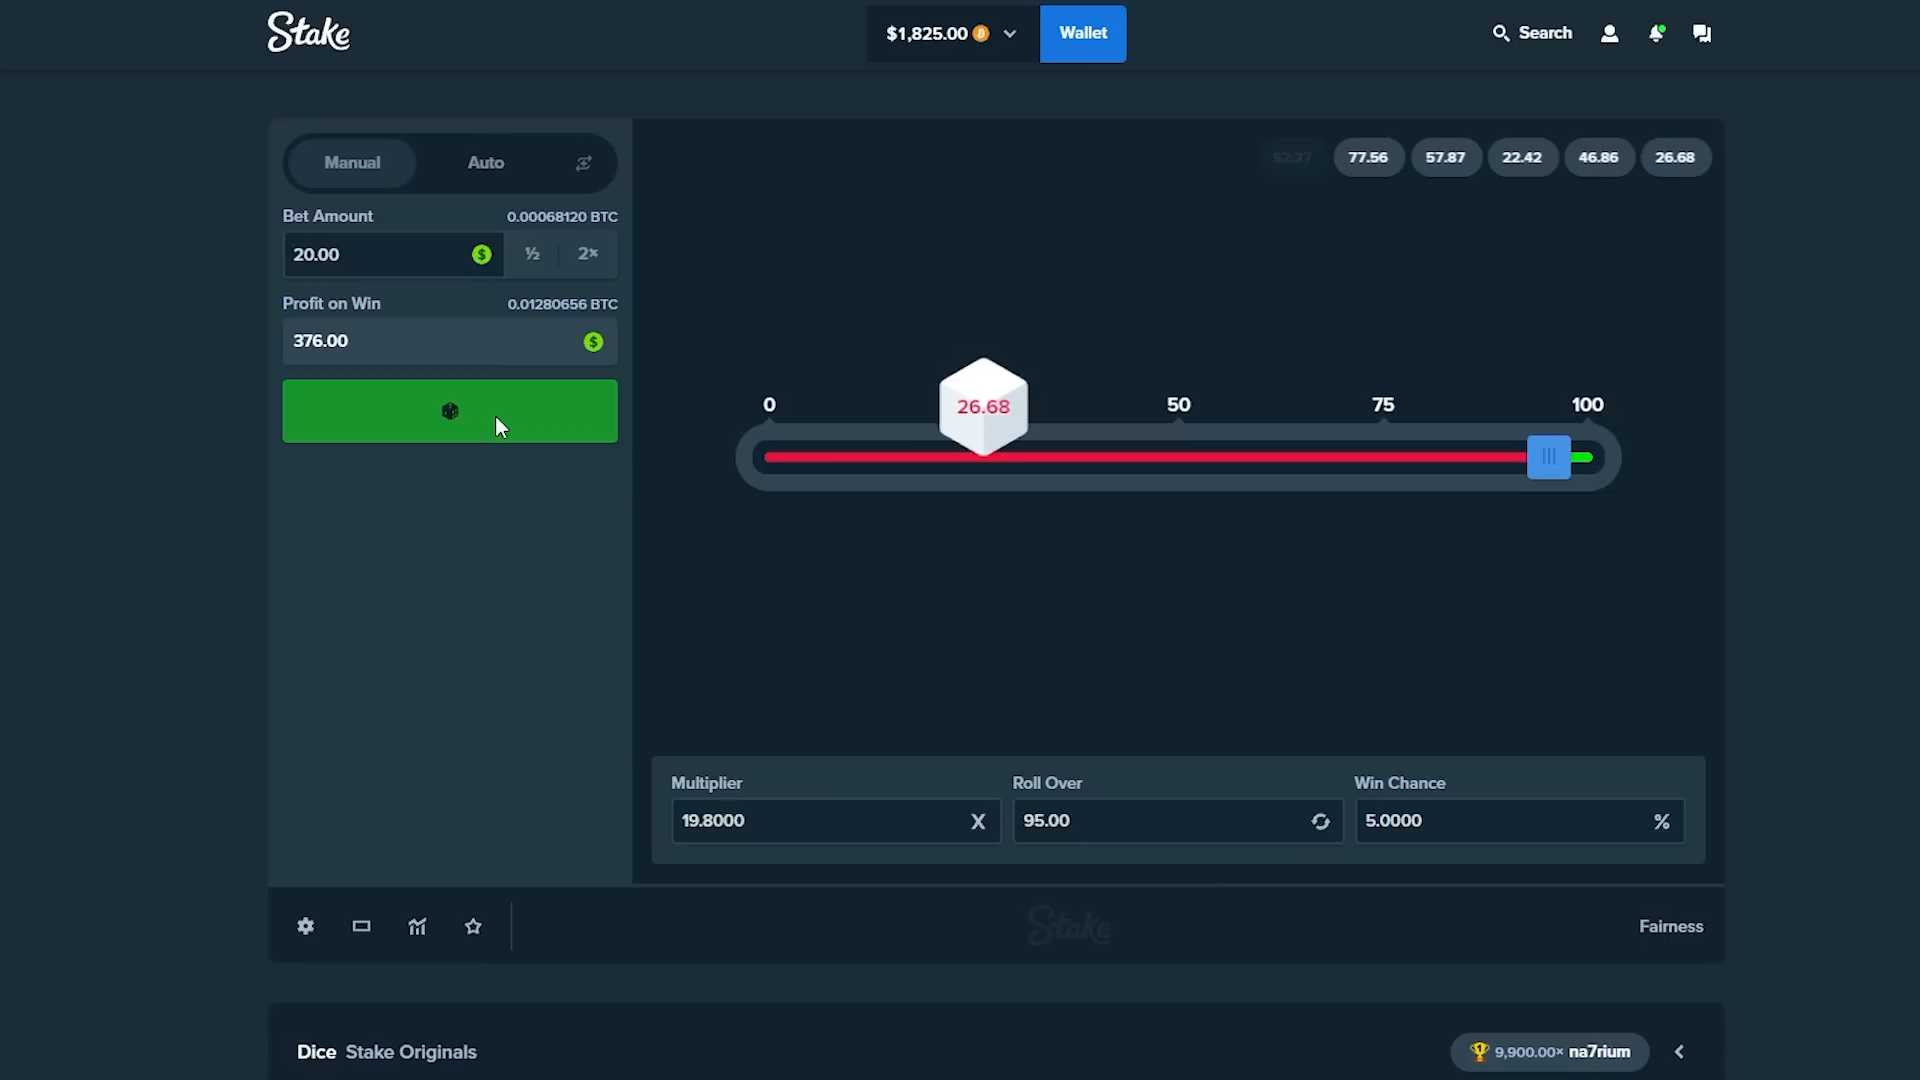 Stake
$1,825.00
Wallet
Search
Manual
Auto
77.56
57.87
22.42
46.86
26.68
Bet Amount
0.00068120 BTC
20.00
$
½
2×
Profit on Win
0.01280656 BTC
376.00
$
0
26.68
50
75
100
Multiplier
Roll Over
Win Chance
19.8000
X
95.00
5.0000
%
Stake
Fairness
Dice Stake Originals
9,900.00× na7rium